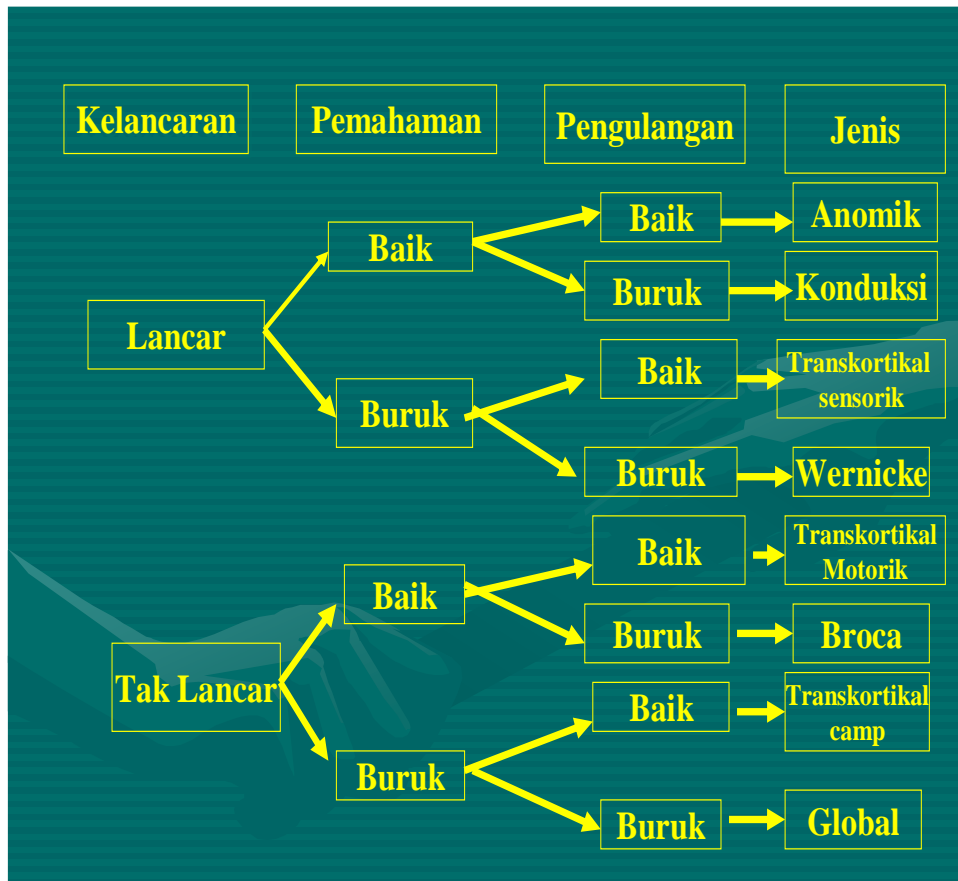 Kelancaran
Pemahaman
Pengulangan
Jenis
Baik
Baik
Anomik
Buruk
Konduksi
Lancar
Baik
Transkortikal
sensorik
Buruk
Buruk
Wernicke
Baik
Transkortikal
Motorik
Baik
Buruk
Broca
Tak Lancar
Baik
Transkortikal
camp
Buruk
Buruk
Global